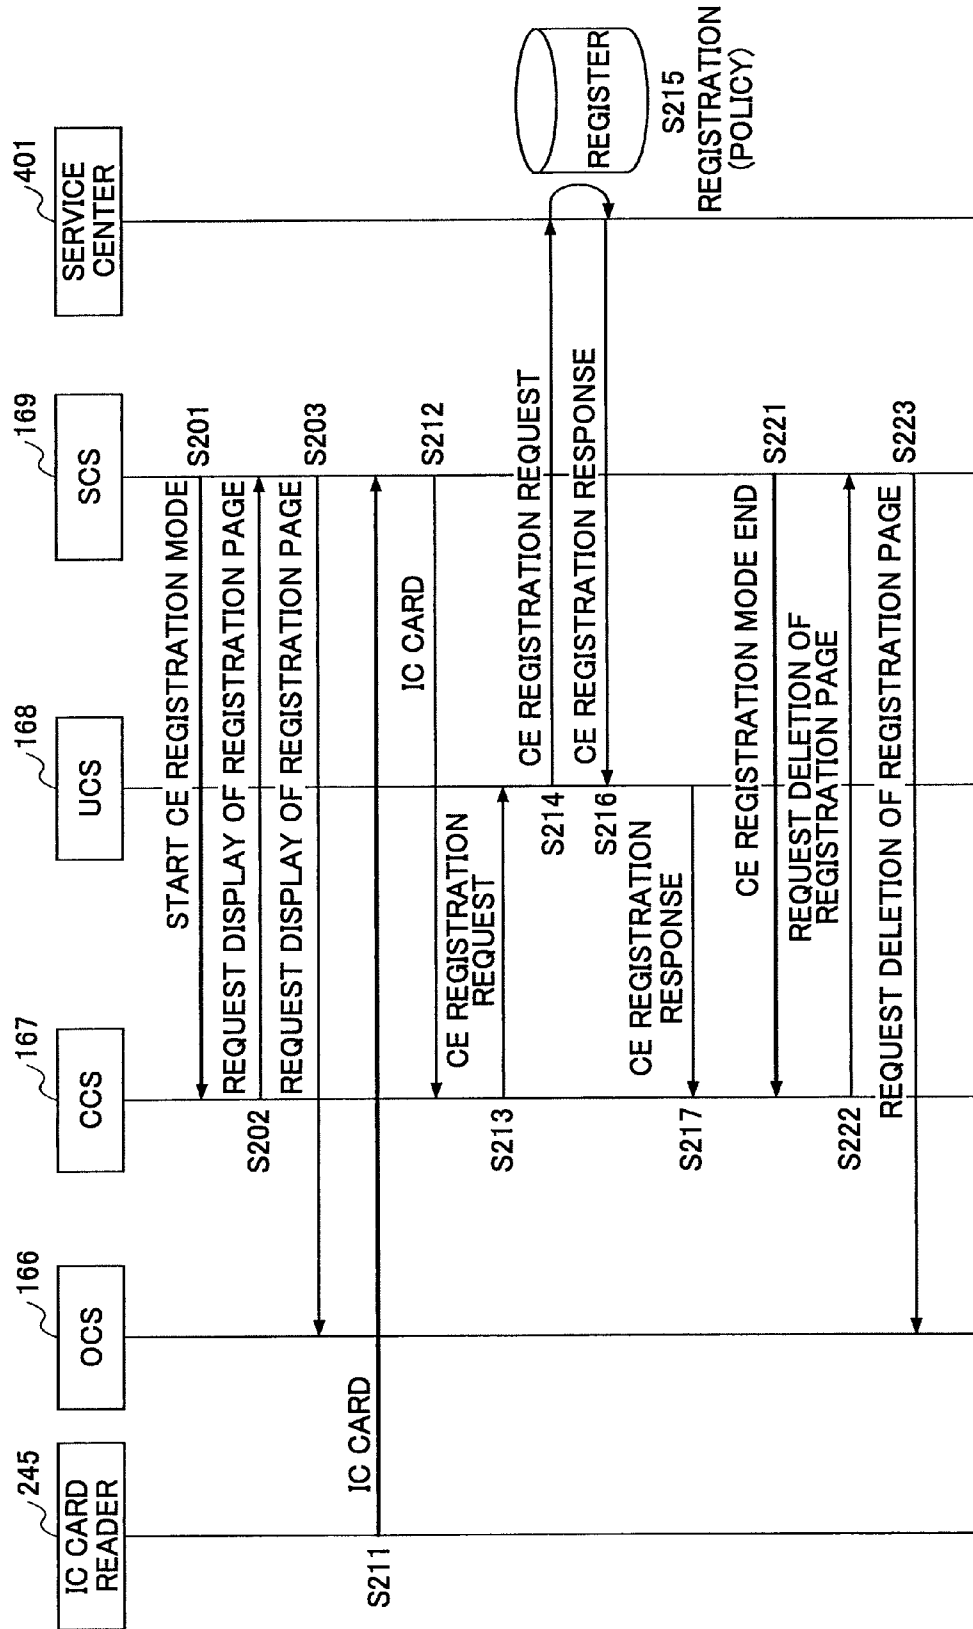 245
IC CARD
READER
166
OCS
167
CCS
168
UCS
169
SCS
401
SERVICE
CENTER
START CE REGISTRATION MODE
S201
S202
REQUEST DISPLAY OF REGISTRATION PAGE
REQUEST DISPLAY OF REGISTRATION PAGE
S203
S211
IC CARD
IC CARD
S212
S213
CE REGISTRATION
REQUEST
S214
CE REGISTRATION REQUEST
REGISTER
S215
REGISTRATION
(POLICY)
CE REGISTRATION RESPONSE
S216
CE REGISTRATION
RESPONSE
S217
CE REGISTRATION MODE END
S221
S222
REQUEST DELETION OF
REGISTRATION PAGE
REQUEST DELETION OF REGISTRATION PAGE
S223